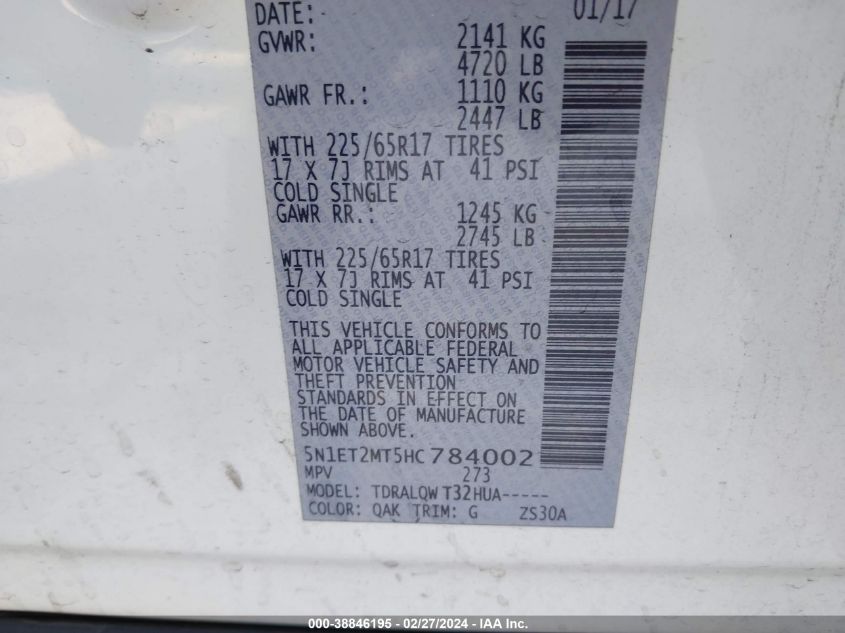 DATE: 01/17
GVWR: 2141 KG
4720 LB
GAWR FR.: 1110 KG
2447 LB
WITH 225/65R17 TIRES
17 X 7J RIMS AT 41 PSI
COLD SINGLE
GAWR RR.: 1245 KG
2745 LB
WITH 225/65R17 TIRES
17 X 7J RIMS AT 41 PSI
COLD SINGLE
THIS VEHICLE CONFORMS TO
ALL APPLICABLE FEDERAL
MOTOR VEHICLE SAFETY AND
THEFT PREVENTION
STANDARDS IN EFFECT ON
THE DATE OF MANUFACTURE
SHOWN ABOVE.
5N1ET2MT5HC784002
MPV 273
MODEL: TDRALQW T32HUA-----
COLOR: QAK TRIM: G ZS30A
000-38846195 - 02/27/2024 - IAA Inc.